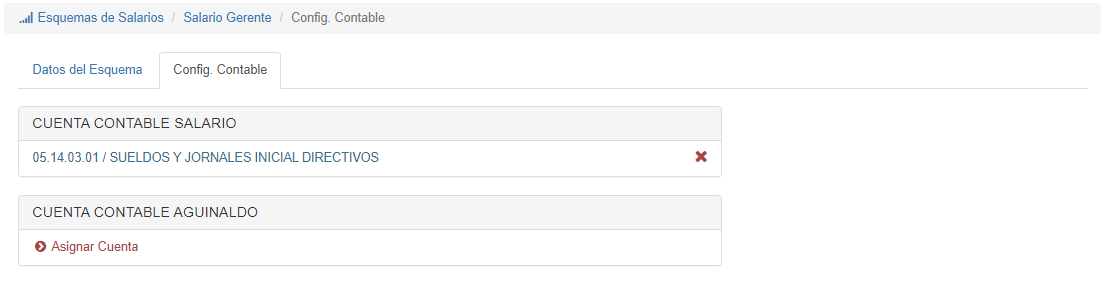 Esquemas de Salarios / Salario Gerente / Config. Contable
Datos del Esquema Config. Contable
CUENTA CONTABLE SALARIO
05.14.03.01 / SUELDOS Y JORNALES INICIAL DIRECTIVOS
CUENTA CONTABLE AGUINALDO
Asignar Cuenta